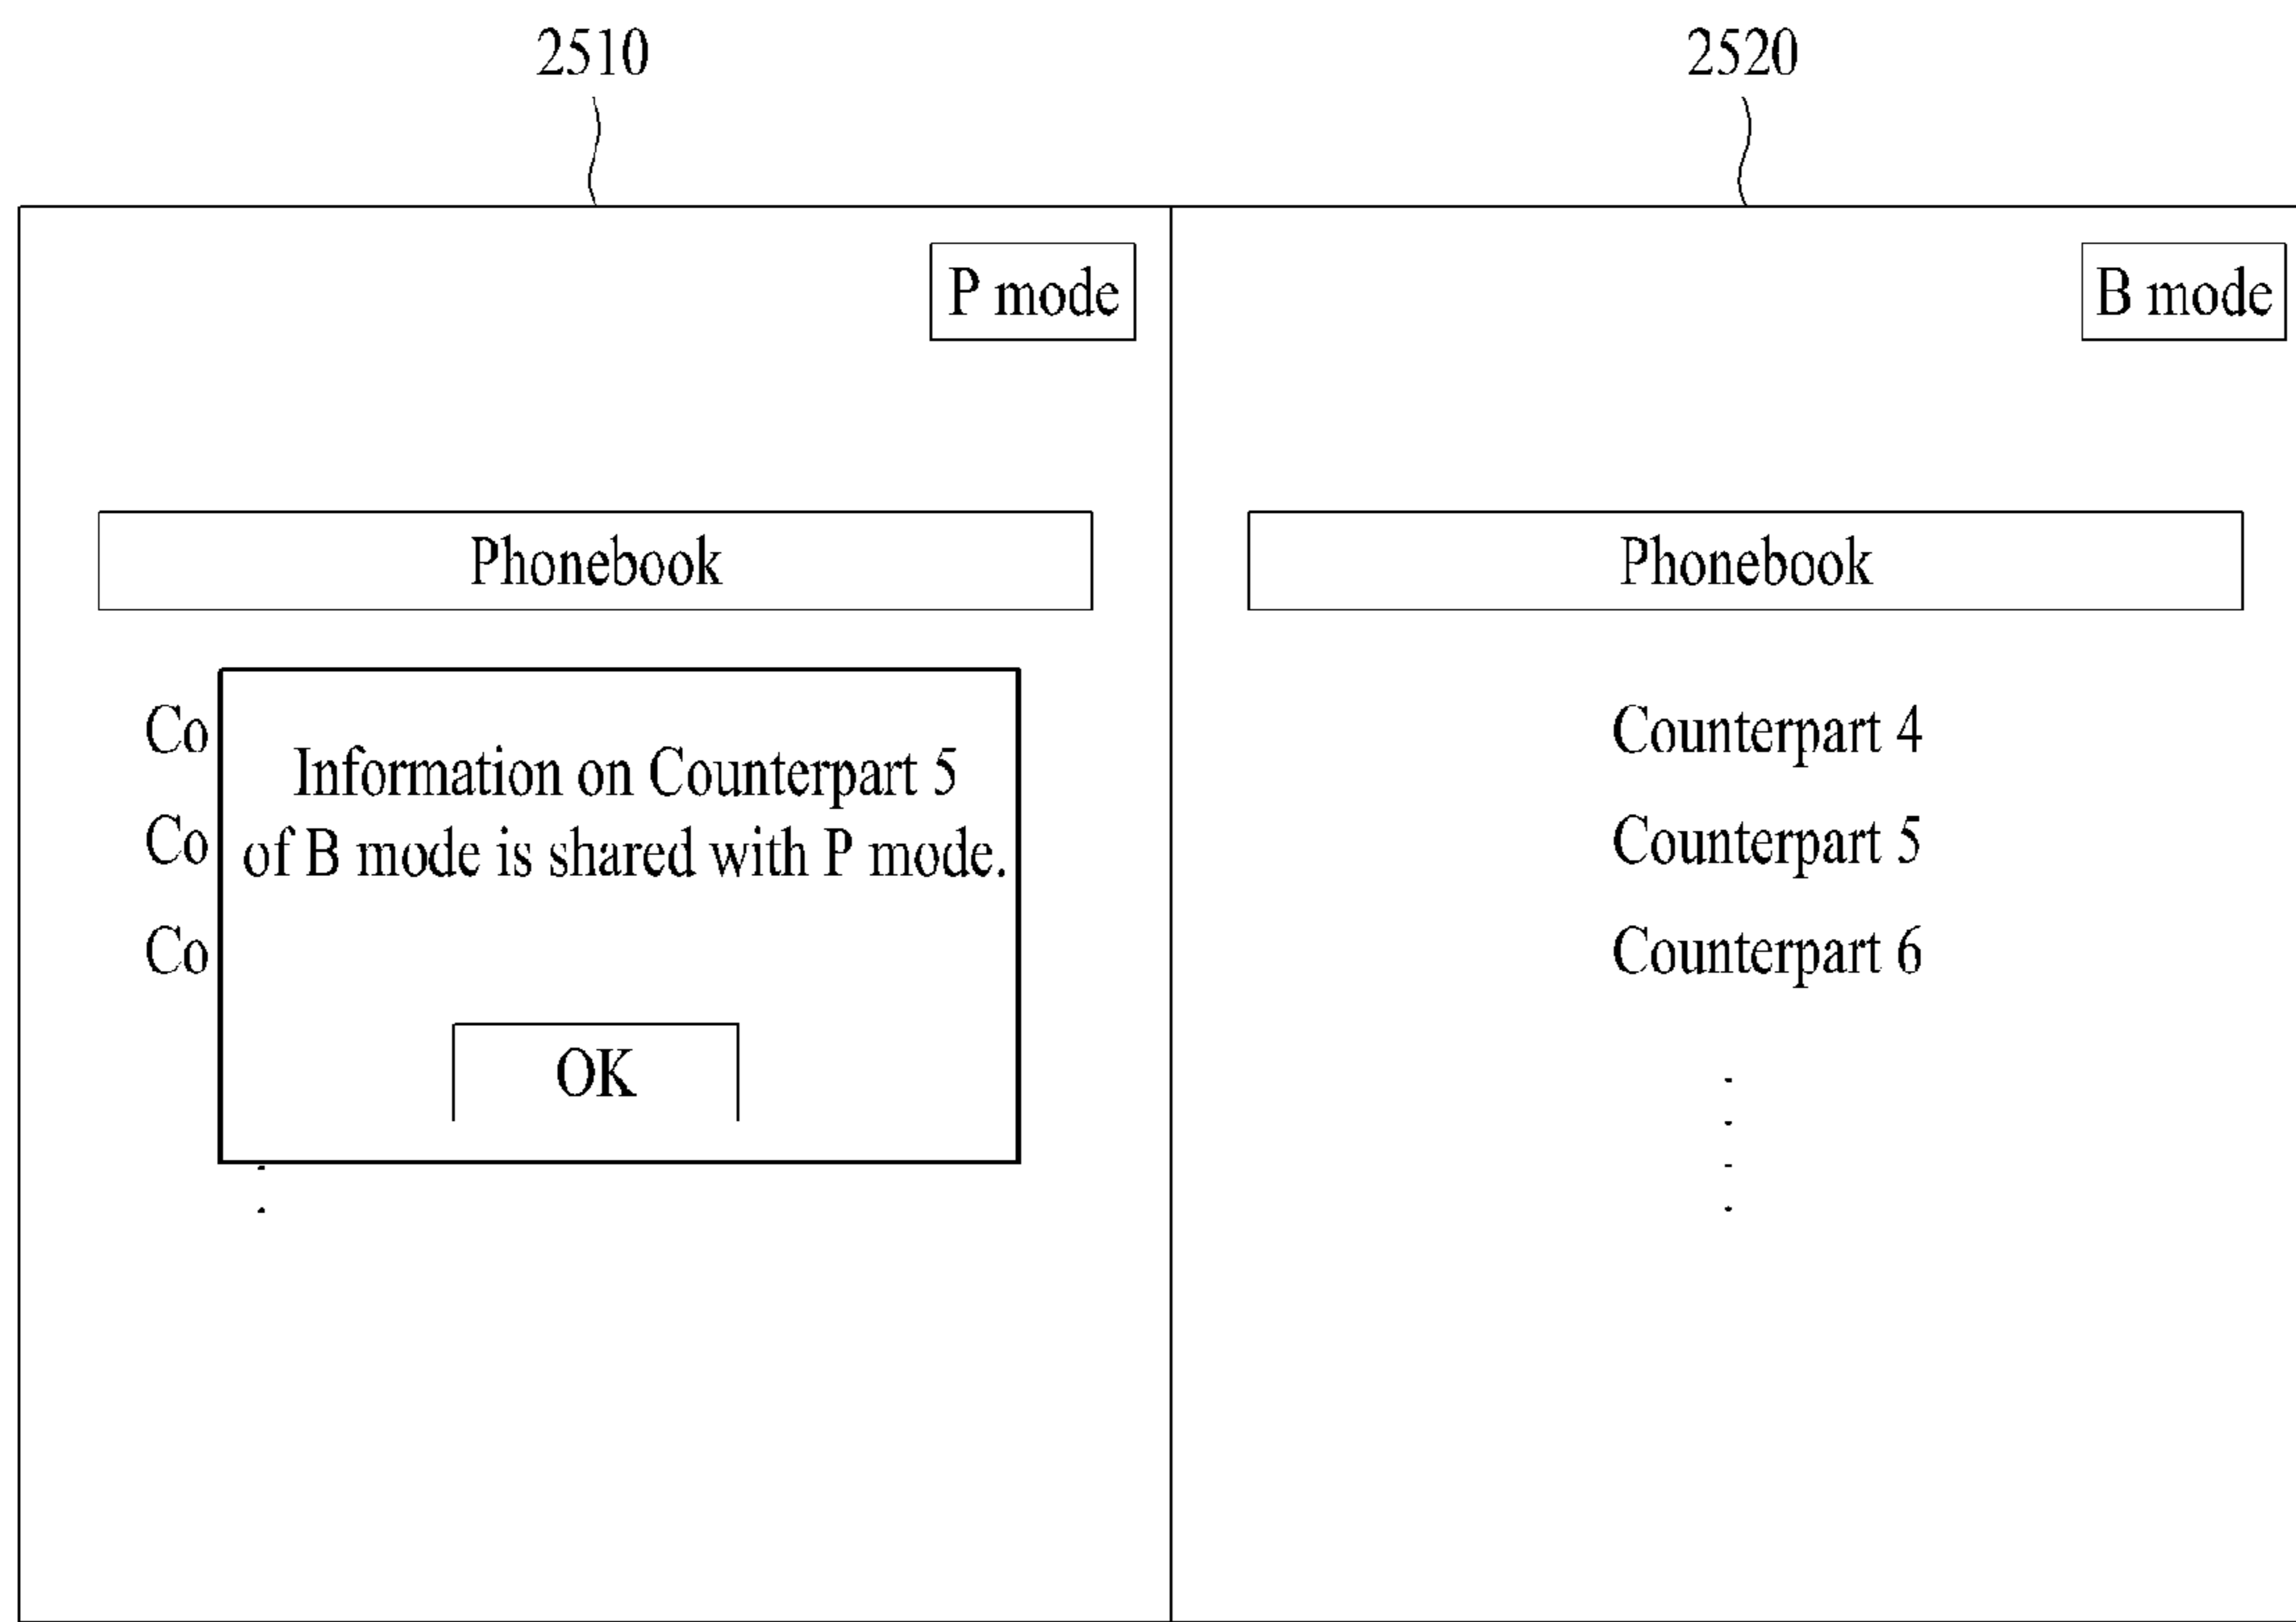 2510
2520
P mode
B mode
Phonebook
Phonebook
Co
Co
Co
Information on Counterpart 5
of B mode is shared with P mode.
OK
Counterpart 4
Counterpart 5
Counterpart 6